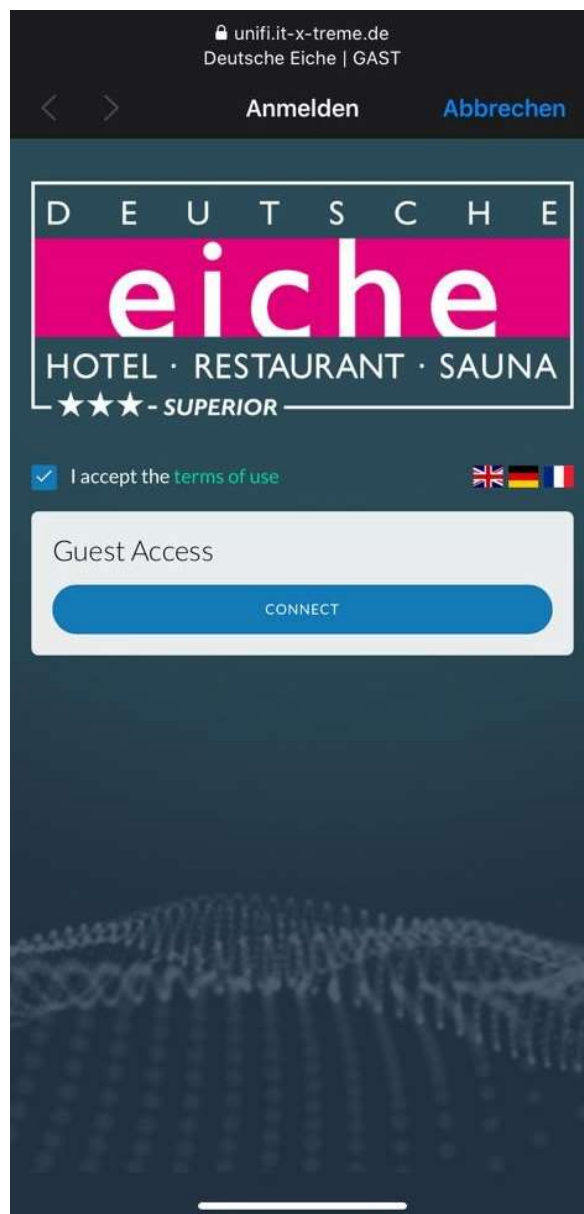 unifi.it-x-treme.de
Deutsche Eiche | GAST
Anmelden Abbrechen
DEUTSCHE
eiche
HOTEL · RESTAURANT · SAUNA
★★★- SUPERIOR
I accept the terms of use
Guest Access
CONNECT